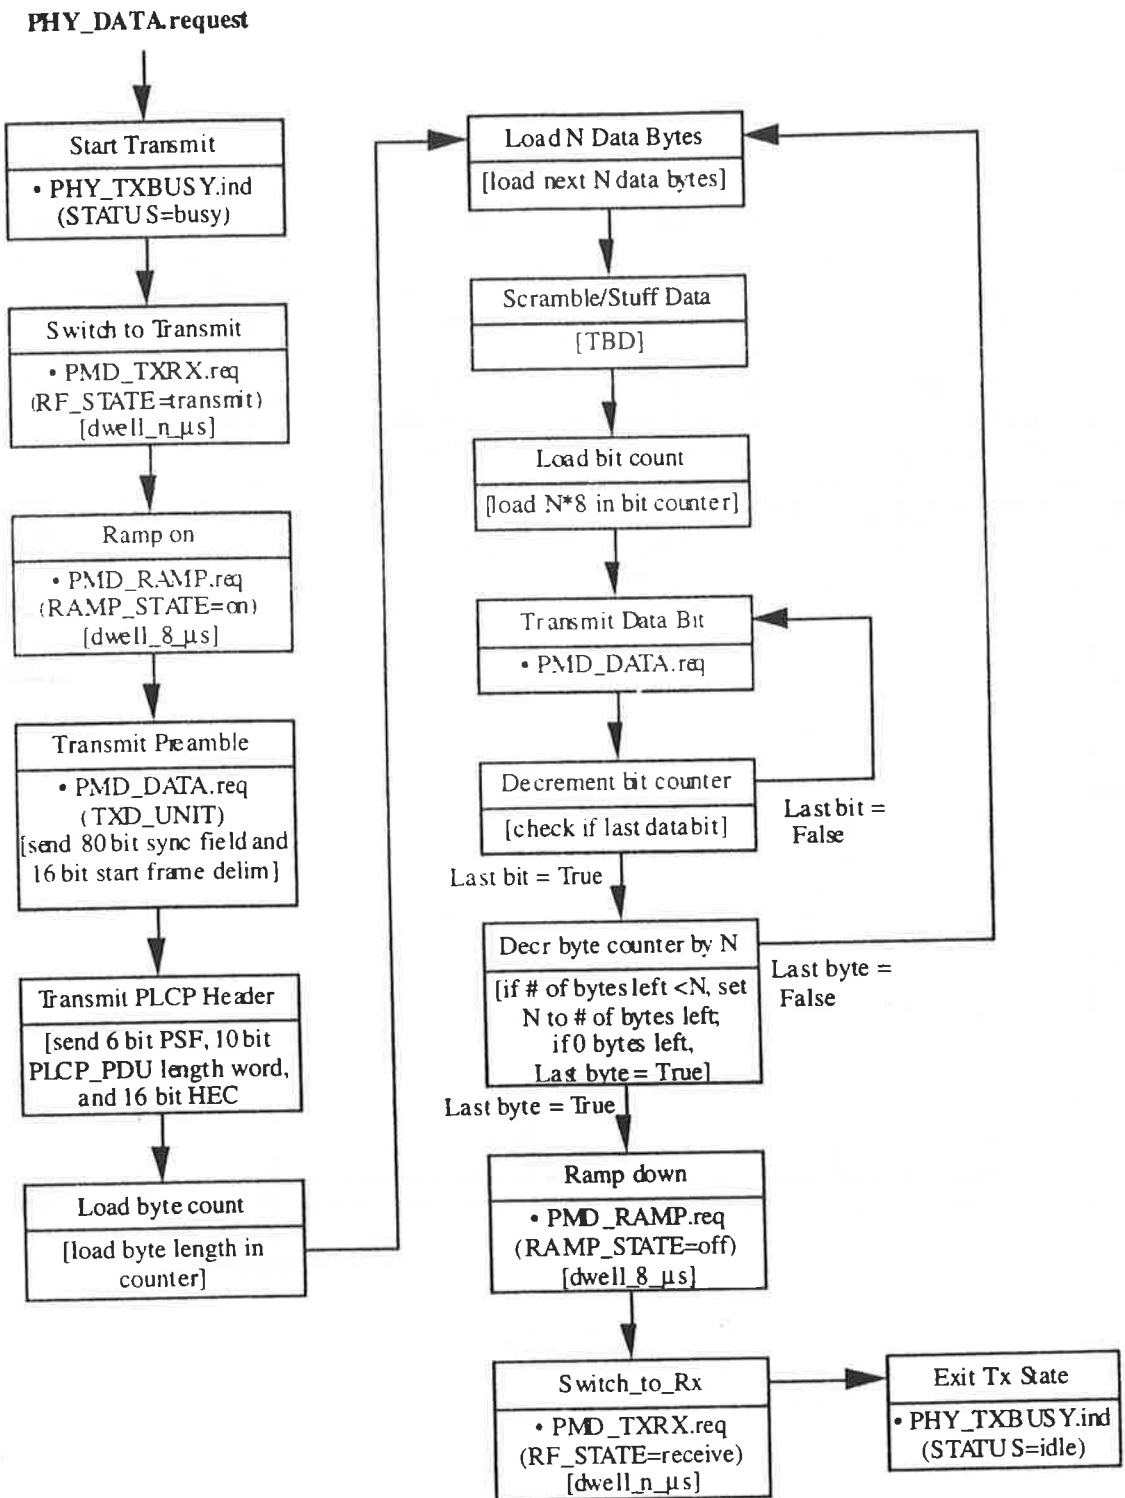 PHY_DATA.request
Start Transmit
• PHY_TXBUSY.ind
(STATUS=busy)
Switch to Transmit
• PMD_TXRX.req
(RF_STATE=transmit)
[dwell_n_µs]
Ramp on
• PMD_RAMP.req
(RAMP_STATE=on)
[dwell_8_µs]
Transmit Preamble
• PMD_DATA.req
(TXD_UNIT)
[send 80 bit sync field and
16 bit start frame delim]
Transmit PLCP Header
[send 6 bit PSF, 10 bit
PLCP_PDU length word,
and 16 bit HEC
Load byte count
[load byte length in
counter]
Load N Data Bytes
[load next N data bytes]
Scramble/Stuff Data
[TBD]
Load bit count
[load N*8 in bit counter]
Transmit Data Bit
• PMD_DATA.req
Decrement bit counter
[check if last data bit]
Last bit =
False
Last bit = True
Decr byte counter by N
[if # of bytes left <N, set
N to # of bytes left;
if 0 bytes left,
Last byte = True]
Last byte =
False
Last byte = True
Ramp down
• PMD_RAMP.req
(RAMP_STATE=off)
[dwell_8_µs]
Switch_to_Rx
• PMD_TXRX.req
(RF_STATE=receive)
[dwell_n_µs]
Exit Tx State
• PHY_TXBUSY.ind
(STATUS=idle)